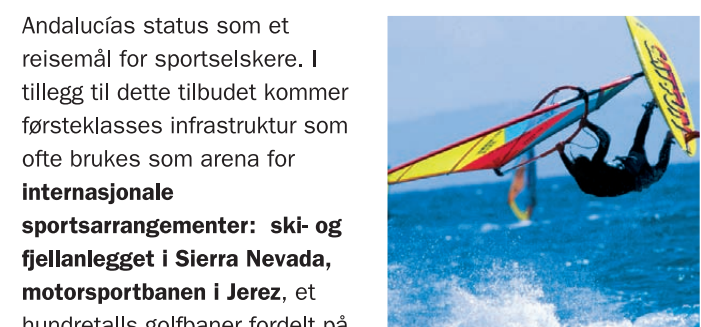 Andalucías status som et
reisemål for sportselskere. I
tillegg til dette tilbudet kommer
førsteklasses infrastruktur som
ofte brukes som arena for
internasjonale
sportsarrangementer:  ski- og
fjellanlegget i Sierra Nevada,
motorsportbanen i Jerez, et
hundretalls golfbaner fordelt på